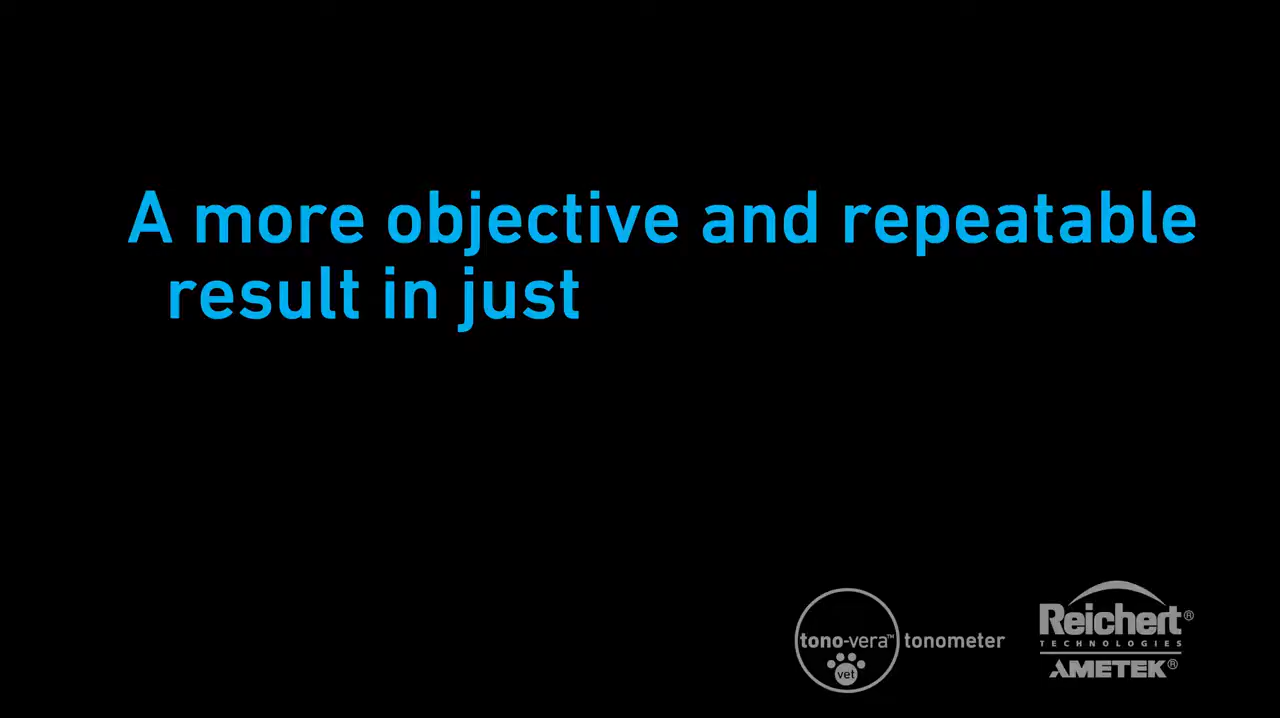 A more objective and repeatable
result in just
tono-vera™ tonometer
vet
Reichert®
TECHNOLOGIES
AMETEK®